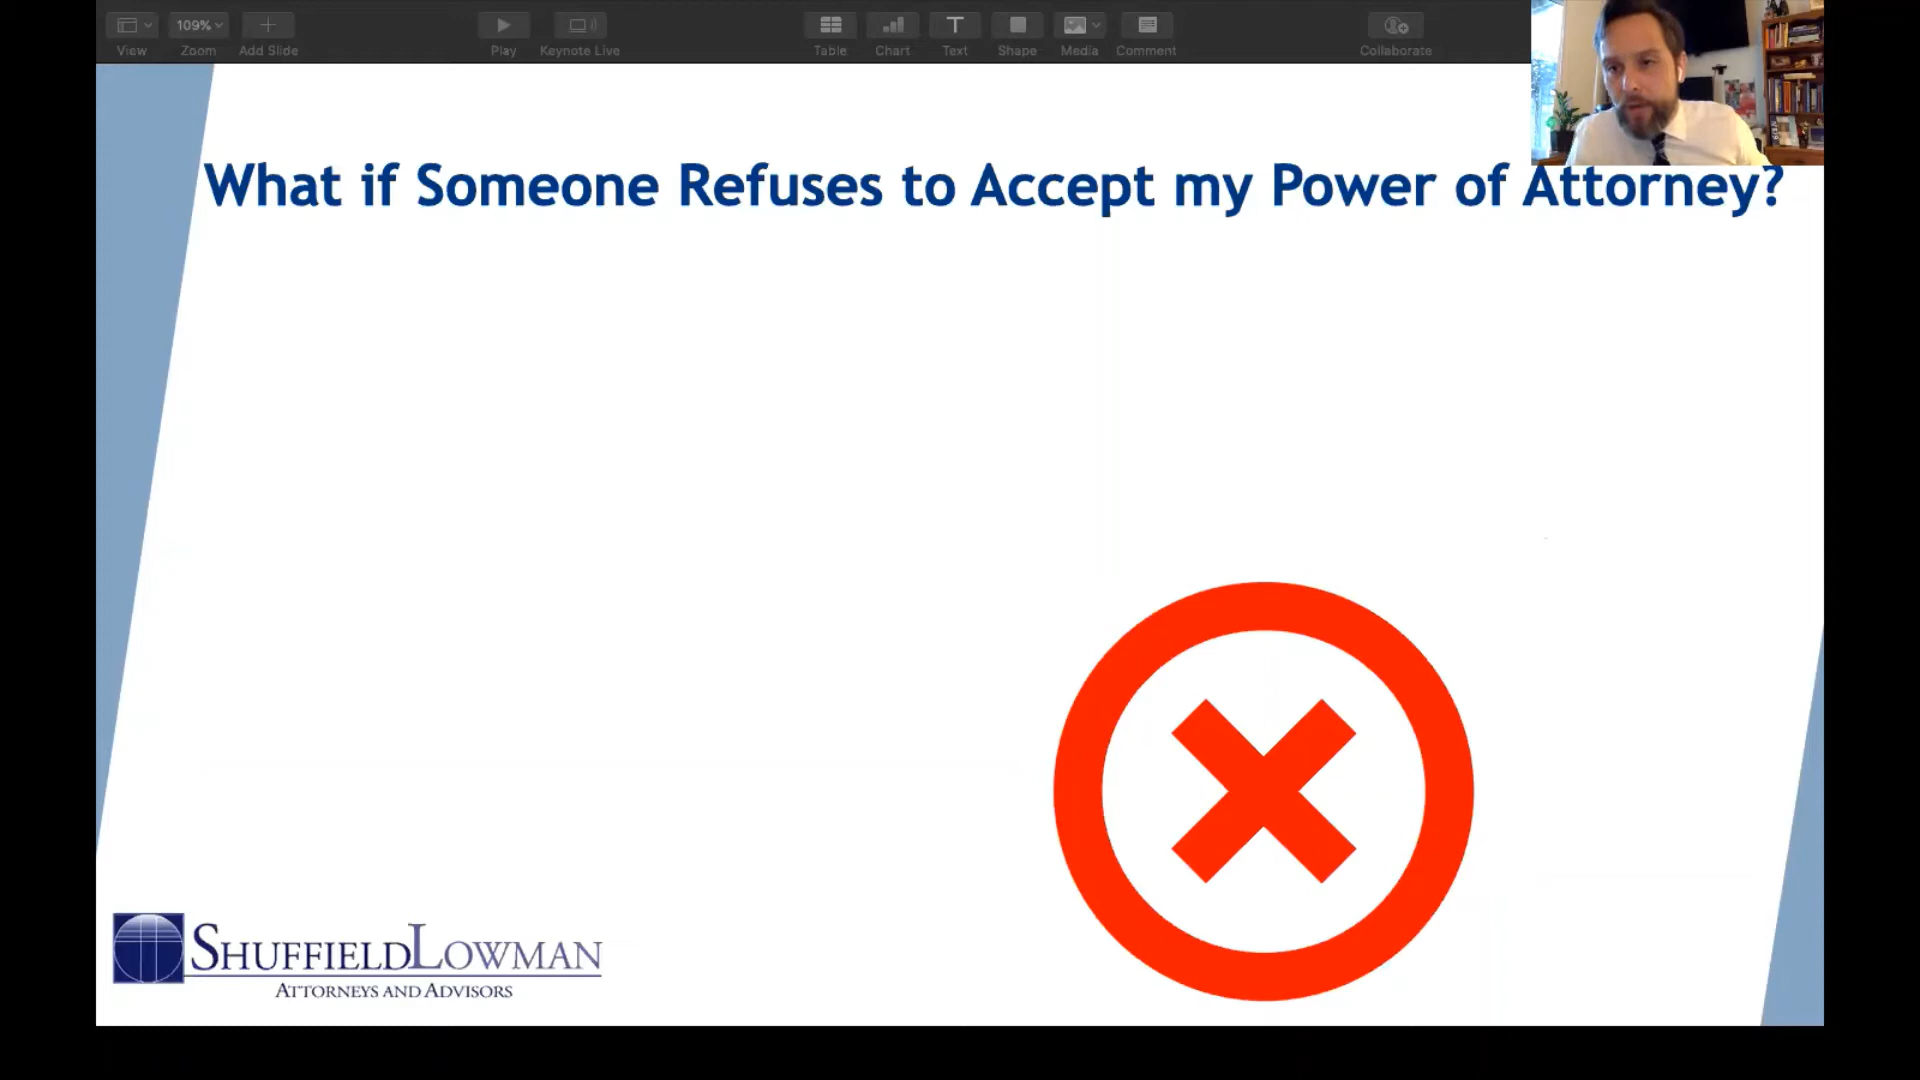 109%
View
Zoom
Add Slide
Play
Keynote Live
Table
Chart
Text
Shape
Media
Comment
Collaborate
What if Someone Refuses to Accept my Power of Attorney?
SHUFFIELDLOWMAN
ATTORNEYS AND ADVISORS